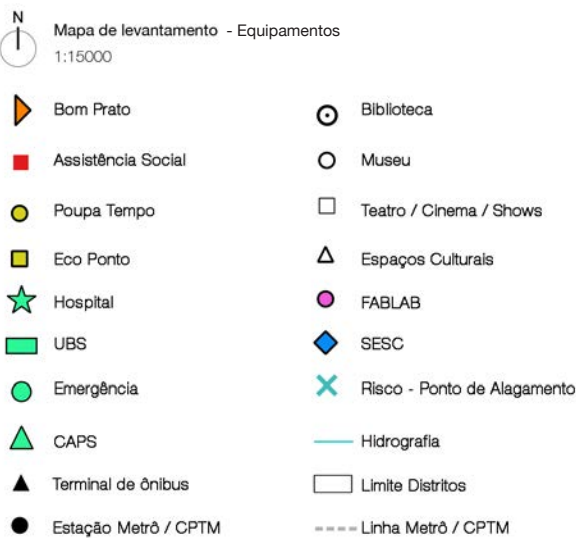 N
Mapa de levantamento - Equipamentos
1:15000
Bom Prato
Assistência Social
Poupa Tempo
Eco Ponto
Hospital
UBS
Emergência
CAPS
Terminal de ônibus
Estação Metrô / CPTM
Biblioteca
Museu
Teatro / Cinema / Shows
Espaços Culturais
FABLAB
SESC
Risco - Ponto de Alagamento
Hidrografia
Limite Distritos
Linha Metrô / CPTM